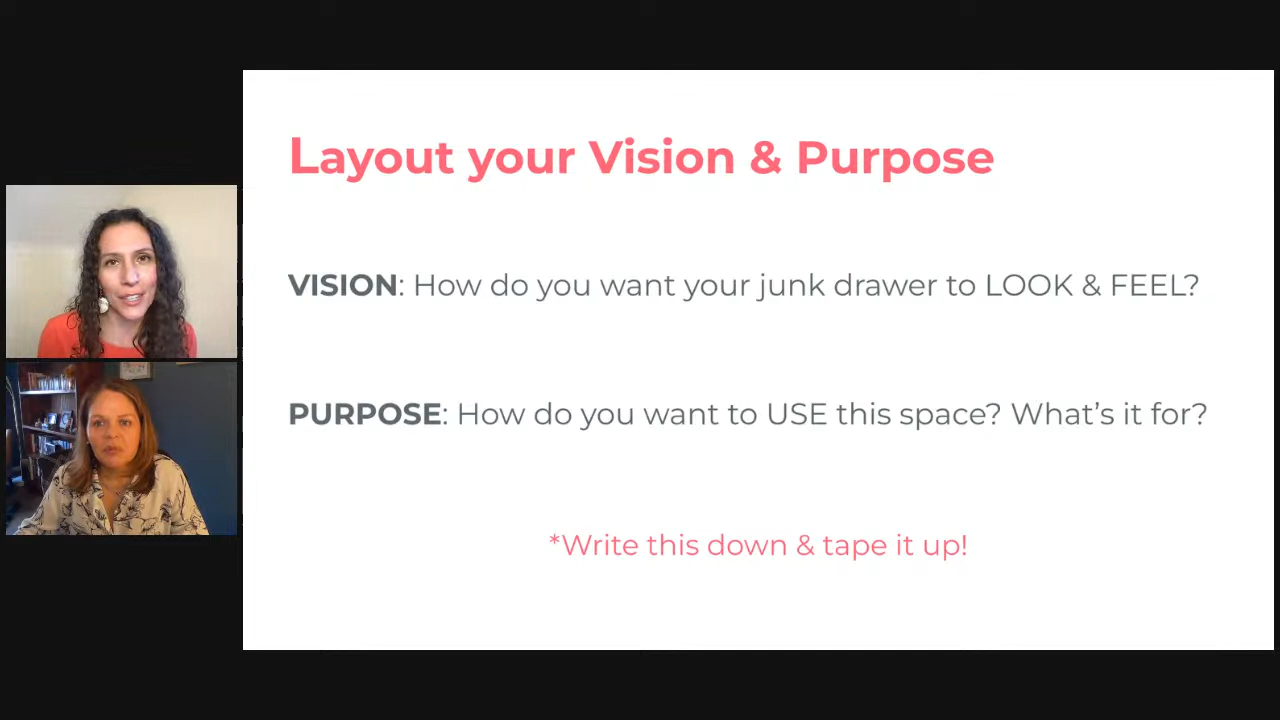 Layout your Vision & Purpose
VISION: How do you want your junk drawer to LOOK & FEEL?
PURPOSE: How do you want to USE this space? What's it for?
*Write this down & tape it up!